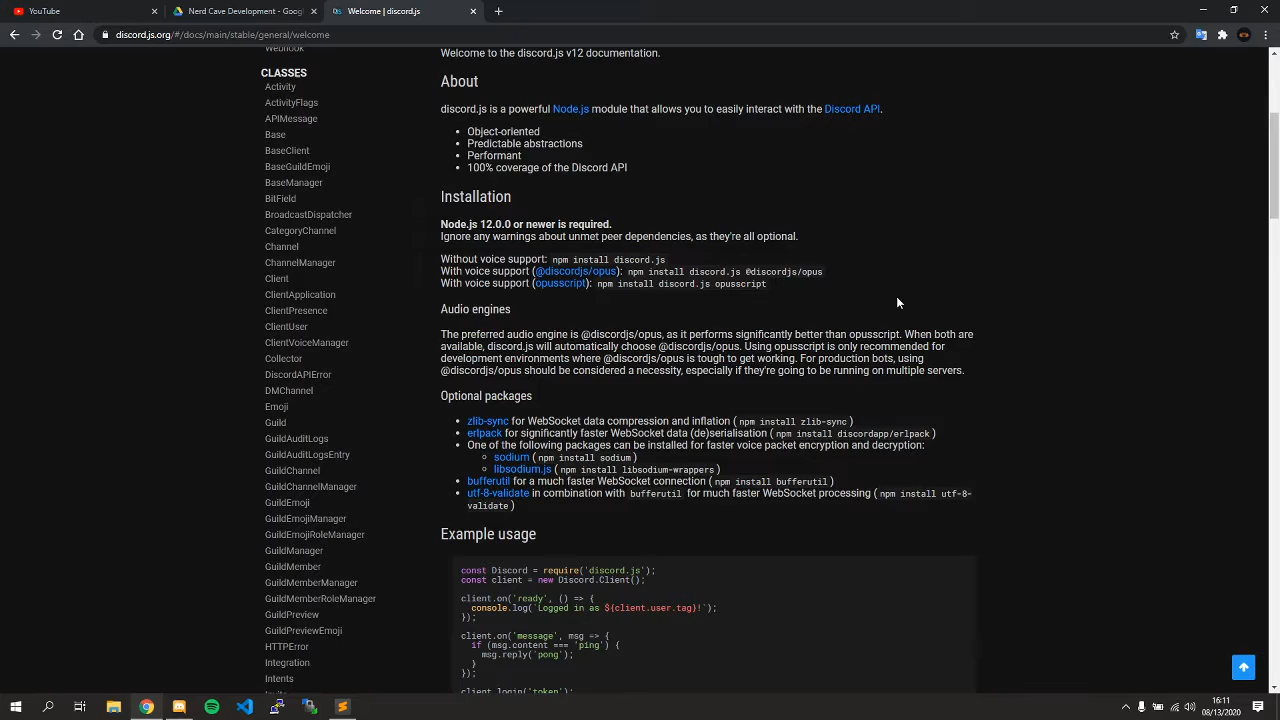 YouTube
Nerd Cave Development - Googl
Welcome | discord.js
discord.js.org/#/docs/main/stable/general/welcome
Webhook
CLASSES
Activity
ActivityFlags
APIMessage
Base
BaseClient
BaseGuildEmoji
BaseManager
BitField
BroadcastDispatcher
CategoryChannel
Channel
ChannelManager
Client
ClientApplication
ClientPresence
ClientUser
ClientVoiceManager
Collector
DiscordAPIError
DMChannel
Emoji
Guild
GuildAuditLogs
GuildAuditLogsEntry
GuildChannel
GuildChannelManager
GuildEmoji
GuildEmojiManager
GuildEmojiRoleManager
GuildManager
GuildMember
GuildMemberManager
GuildMemberRoleManager
GuildPreview
GuildPreviewEmoji
HTTPError
Integration
Intents
Invite
Welcome to the discord.js v12 documentation.
About
discord.js is a powerful Node.js module that allows you to easily interact with the Discord API.
• Object-oriented
• Predictable abstractions
• Performant
• 100% coverage of the Discord API
Installation
Node.js 12.0.0 or newer is required.
Ignore any warnings about unmet peer dependencies, as they're all optional.
Without voice support: npm install discord.js
With voice support (@discordjs/opus): npm install discord.js @discordjs/opus
With voice support (opusscript): npm install discord.js opusscript
Audio engines
The preferred audio engine is @discordjs/opus, as it performs significantly better than opusscript. When both are
available, discord.js will automatically choose @discordjs/opus. Using opusscript is only recommended for
development environments where @discordjs/opus is tough to get working. For production bots, using
@discordjs/opus should be considered a necessity, especially if they're going to be running on multiple servers.
Optional packages
• zlib-sync for WebSocket data compression and inflation ( npm install zlib-sync )
• erlpack for significantly faster WebSocket data (de)serialisation ( npm install discordapp/erlpack )
• One of the following packages can be installed for faster voice packet encryption and decryption:
• sodium ( npm install sodium )
• libsodium.js ( npm install libsodium-wrappers )
• bufferutil for a much faster WebSocket connection ( npm install bufferutil )
• utf-8-validate in combination with bufferutil for much faster WebSocket processing ( npm install utf-8-
validate )
Example usage
const Discord = require('discord.js');
const client = new Discord.Client();
client.on('ready', () => {
console.log(`Logged in as ${client.user.tag}!`);
});
client.on('message', msg => {
if (msg.content === 'ping') {
msg.reply('pong');
}
});
client.login('token');
16:11
08/13/2020